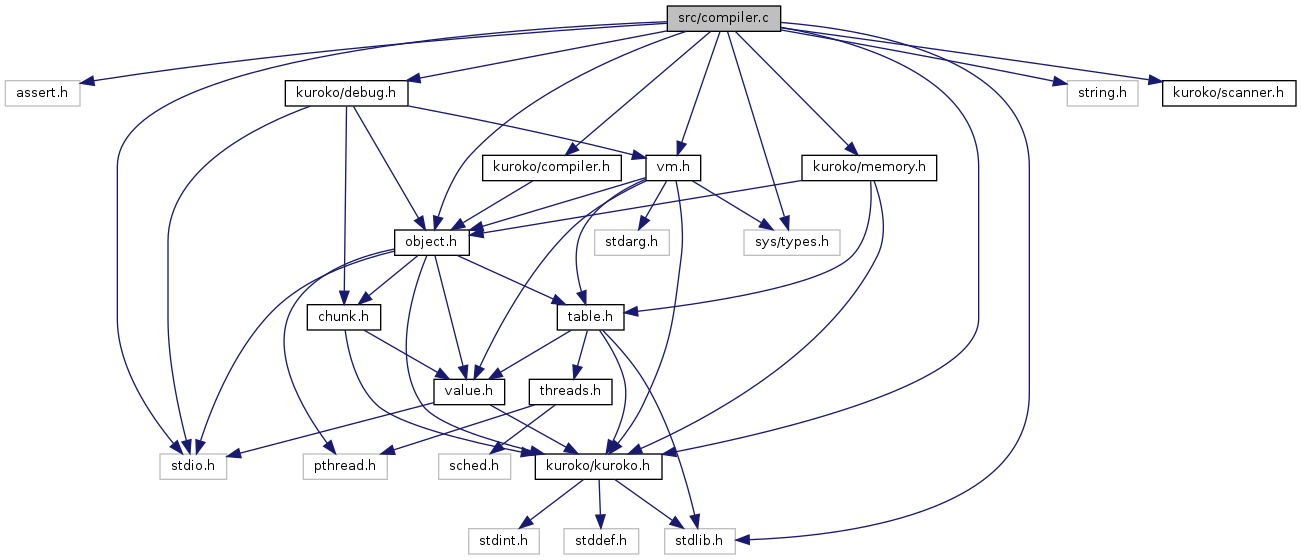 src/compiler.c
assert.h
kuroko/debug.h
string.h
kuroko/scanner.h
kuroko/compiler.h
vm.h
kuroko/memory.h
object.h
stdarg.h
sys/types.h
chunk.h
table.h
value.h
threads.h
stdio.h
pthread.h
sched.h
kuroko/kuroko.h
stdint.h
stddef.h
stdlib.h